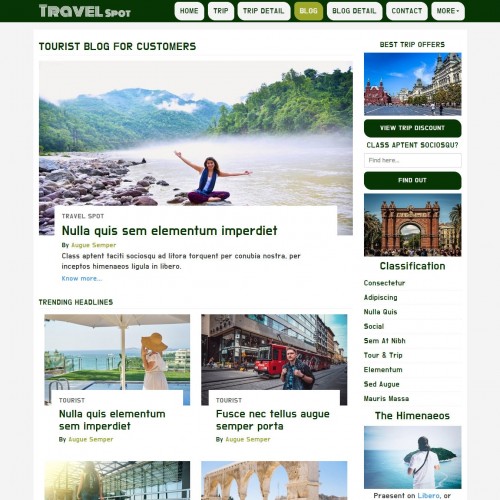 TRAVEL SPOT
HOME
TRIP
TRIP DETAIL
BLOG
BLOG DETAIL
CONTACT
MORE
TOURIST BLOG FOR CUSTOMERS
TRAVEL SPOT
Nulla quis sem elementum imperdiet
By Augue Semper
Class aptent taciti sociosqu ad litora torquent per conubia nostra, per
inceptos himenaeos ligula in libero.
Know more...
TRENDING HEADLINES
TOURIST
Nulla quis elementum
sem imperdiet
By Augue Semper
TOURIST
Fusce nec tellus augue
semper porta
By Augue Semper
BEST TRIP OFFERS
VIEW TRIP DISCOUNT
CLASS APTENT SOCIOSQU?
Find here...
FIND OUT
Classification
Consectetur
Adipiscing
Nulla Quis
Social
Sem At Nibh
Tour & Trip
Elementum
Sed Augue
Mauris Massa
The Himenaeos
Praesent on Libero, or